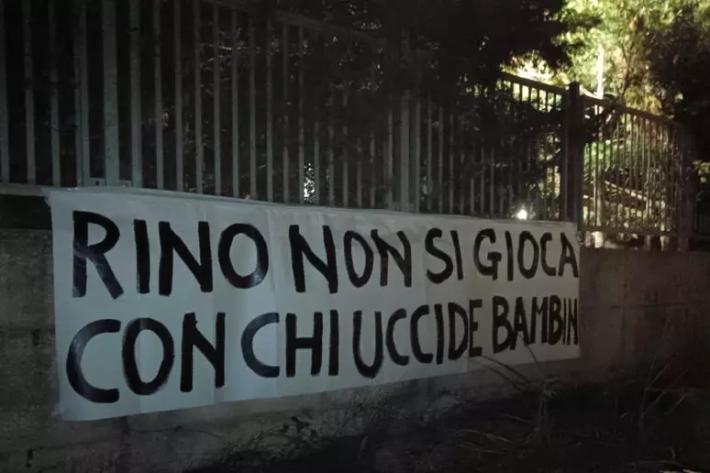 RINO NON SI GIOCA
CON CHI UCCIDE BAMBIN